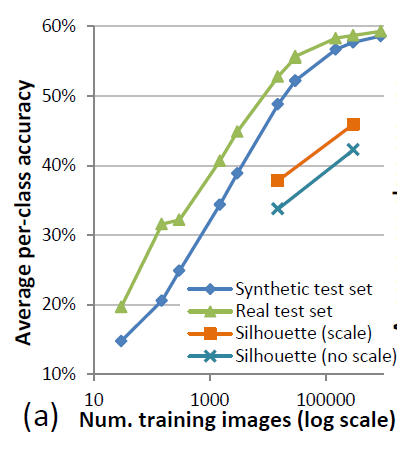 60%
50%
40%
30%
20%
10%
Average per-class accuracy
Synthetic test set
Real test set
Silhouette (scale)
Silhouette (no scale)
10
1000
100000
(a) Num. training images (log scale)